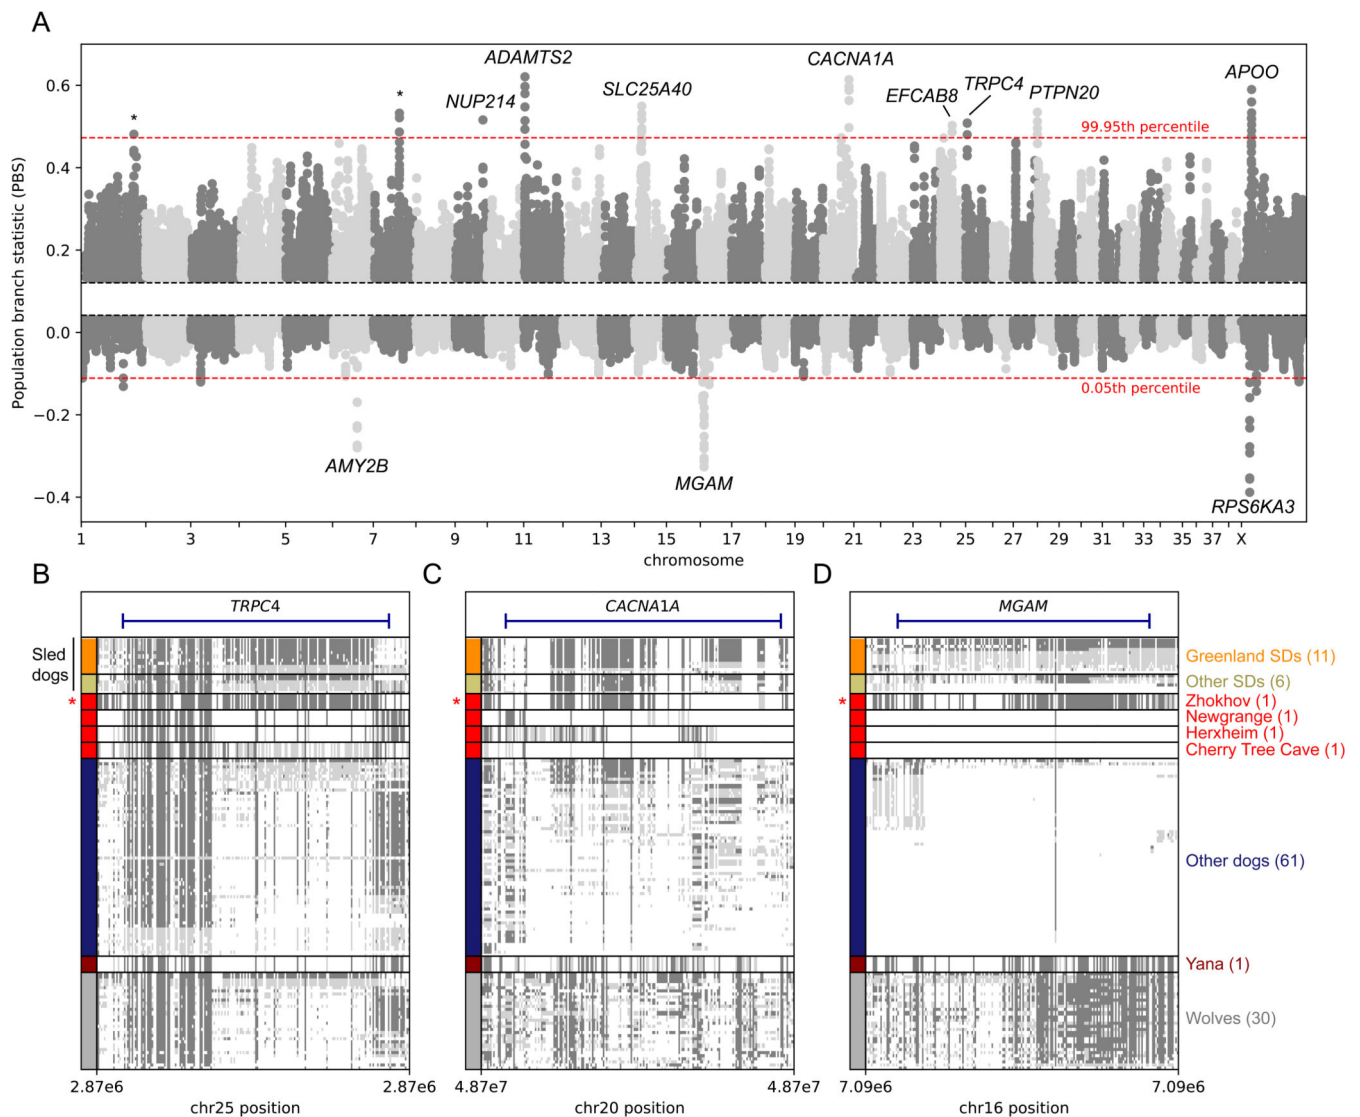 A
ADAMTS2
CACNA1A
APOO
*
*
NUP214
SLC25A40
EFCAB8
TRPC4
PTPN20
99.95th percentile
0.05th percentile
AMY2B
MGAM
RPS6KA3
Population branch statistic (PBS)
0.6
0.4
0.2
0.0
−0.2
−0.4
1 3 5 7 9 11 13 15 17 19 21 23 25 27 29 31 33 35 37 X
chromosome
B
TRPC4
Sled
dogs
*
2.87e6 2.87e6
chr25 position
C
CACNA1A
*
4.87e7 4.87e7
chr20 position
D
MGAM
*
7.09e6 7.09e6
chr16 position
Greenland SDs (11)
Other SDs (6)
Zhokhov (1)
Newgrange (1)
Herxheim (1)
Cherry Tree Cave (1)
Other dogs (61)
Yana (1)
Wolves (30)